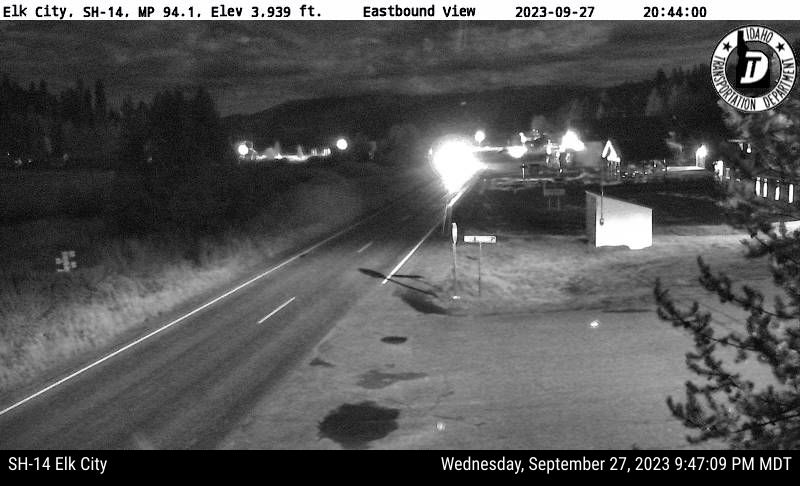 Elk City, SH-14, MP 94.1, Elev 3,939 ft. Eastbound View 2023-09-27 20:44:00
IDAHO
TRANSPORTATION DEPARTMENT
SH-14 Elk City Wednesday, September 27, 2023 9:47:09 PM MDT